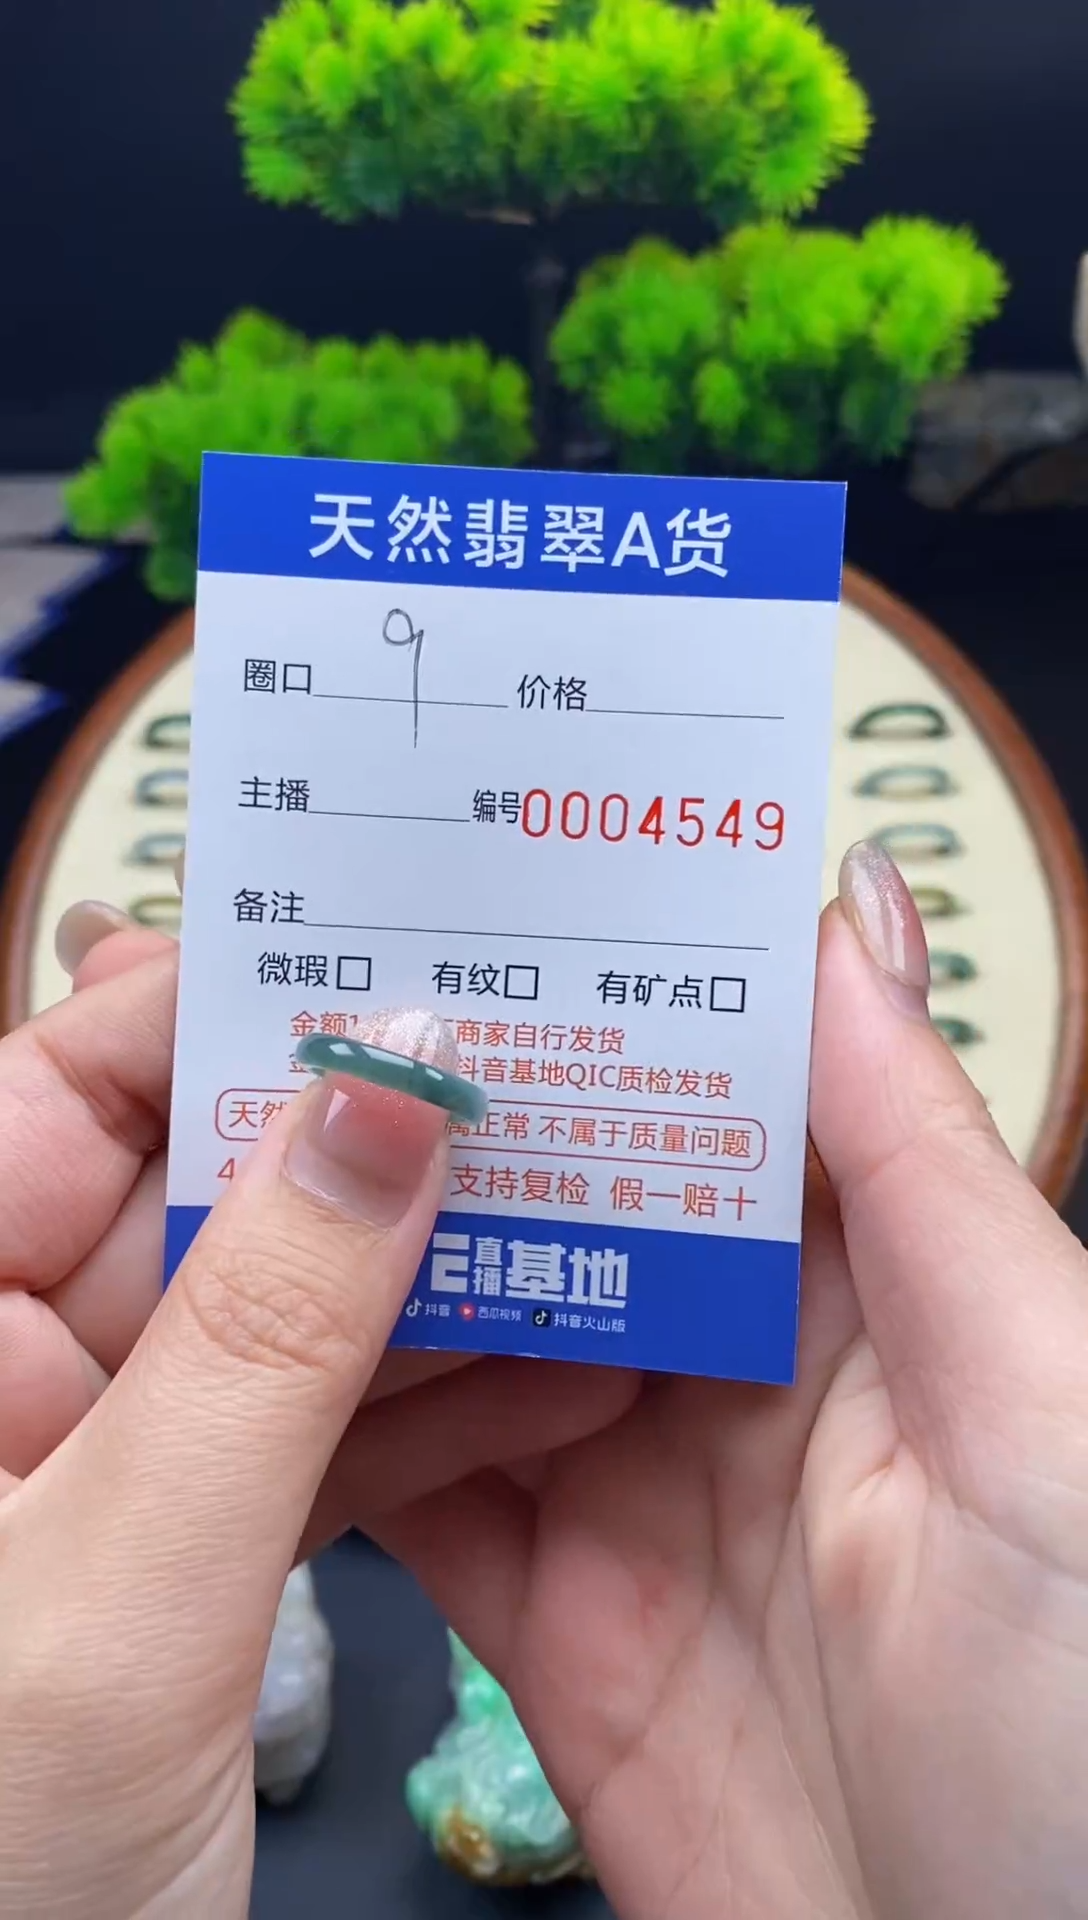 天然翡翠A货
圈口 9 价格
主播 编号0004549
备注
微瑕□ 有纹□ 有矿点□
金额1 商家自行发货
抖音基地QIC质检发货
天然 属正常 不属于质量问题
4 支持复检 假一赔十
直播基地
抖音 西瓜视频 抖音火山版